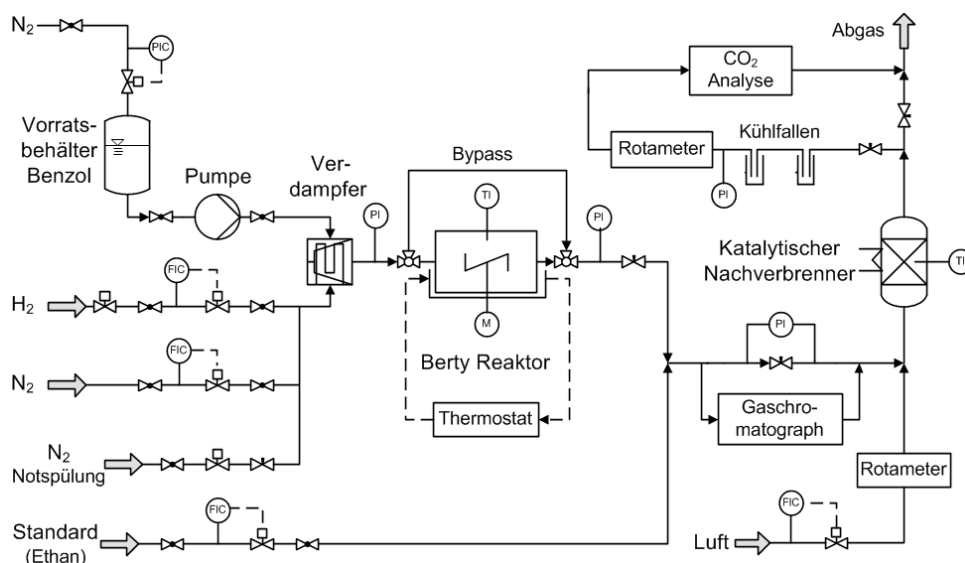 N2
PIC
Vorrats-
behälter
Benzol
Pumpe
Ver-
dampfer
PI
Bypass
TI
M
Berty Reaktor
Thermostat
PI
H2
FIC
N2
FIC
N2
Notspülung
Standard
(Ethan)
FIC
Abgas
CO2
Analyse
Rotameter
Kühlfallen
PI
Katalytischer
Nachverbrenner
TI
PI
Gaschro-
matograph
Rotameter
Luft
FIC